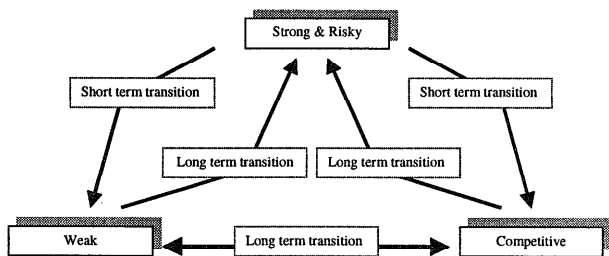 Strong & Risky
Short term transition
Short term transition
Long term transition
Long term transition
Weak
Long term transition
Competitive